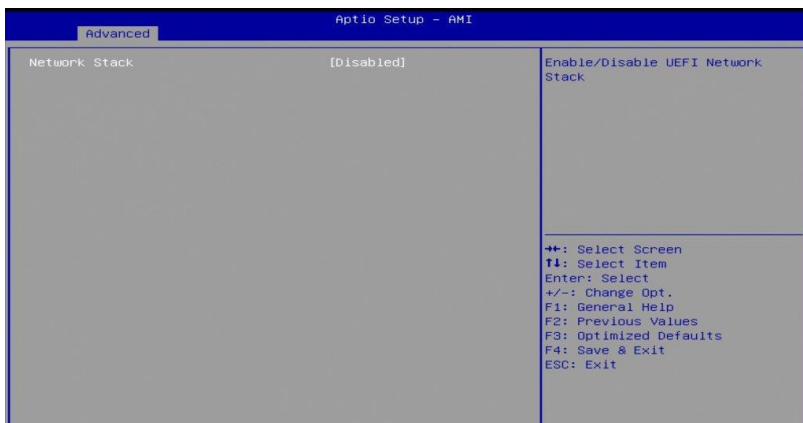 Aptio Setup - AMI
Advanced
Network Stack [Disabled]
Enable/Disable UEFI Network
Stack
→←: Select Screen
↑↓: Select Item
Enter: Select
+/-: Change Opt.
F1: General Help
F2: Previous Values
F3: Optimized Defaults
F4: Save & Exit
ESC: Exit